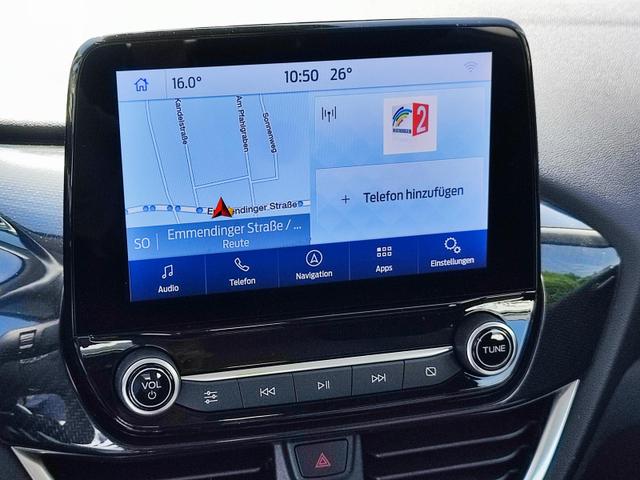 16.0°
10:50 26°
Kandelstraße
Am Pfahlgraben
Sonnenweg
Emmendinger Straße
SO
Emmendinger Straße / ...
Reute
2
+ Telefon hinzufügen
Audio
Telefon
Navigation
Apps
Einstellungen
VOL
TUNE